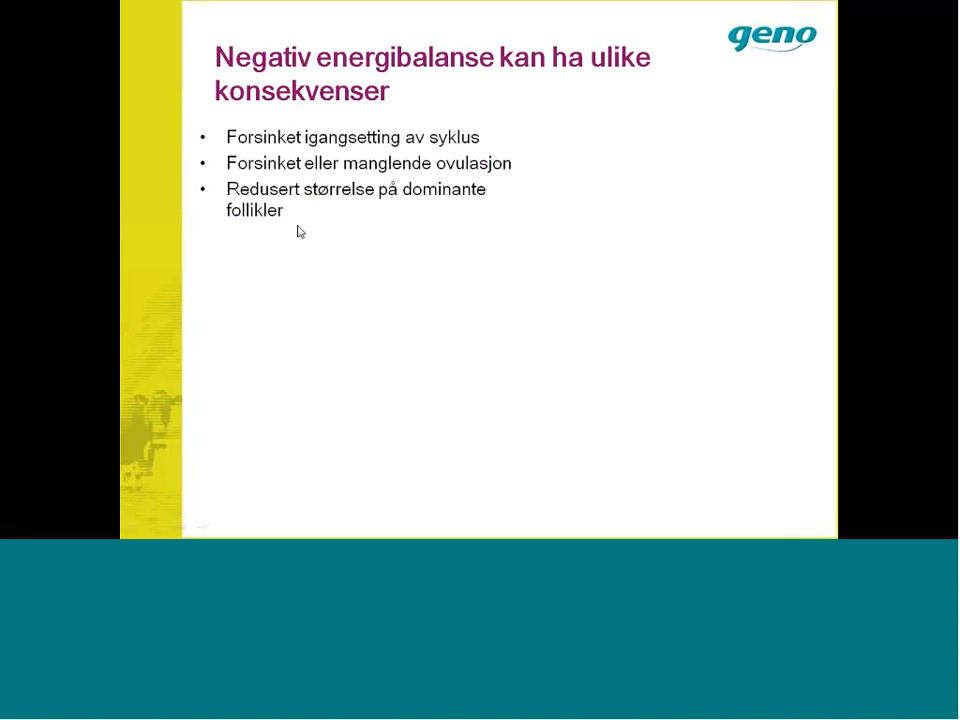 geno
Negativ energibalanse kan ha ulike
konsekvenser
• Forsinket igangsetting av syklus
• Forsinket eller manglende ovulasjon
• Redusert størrelse på dominante
follikler